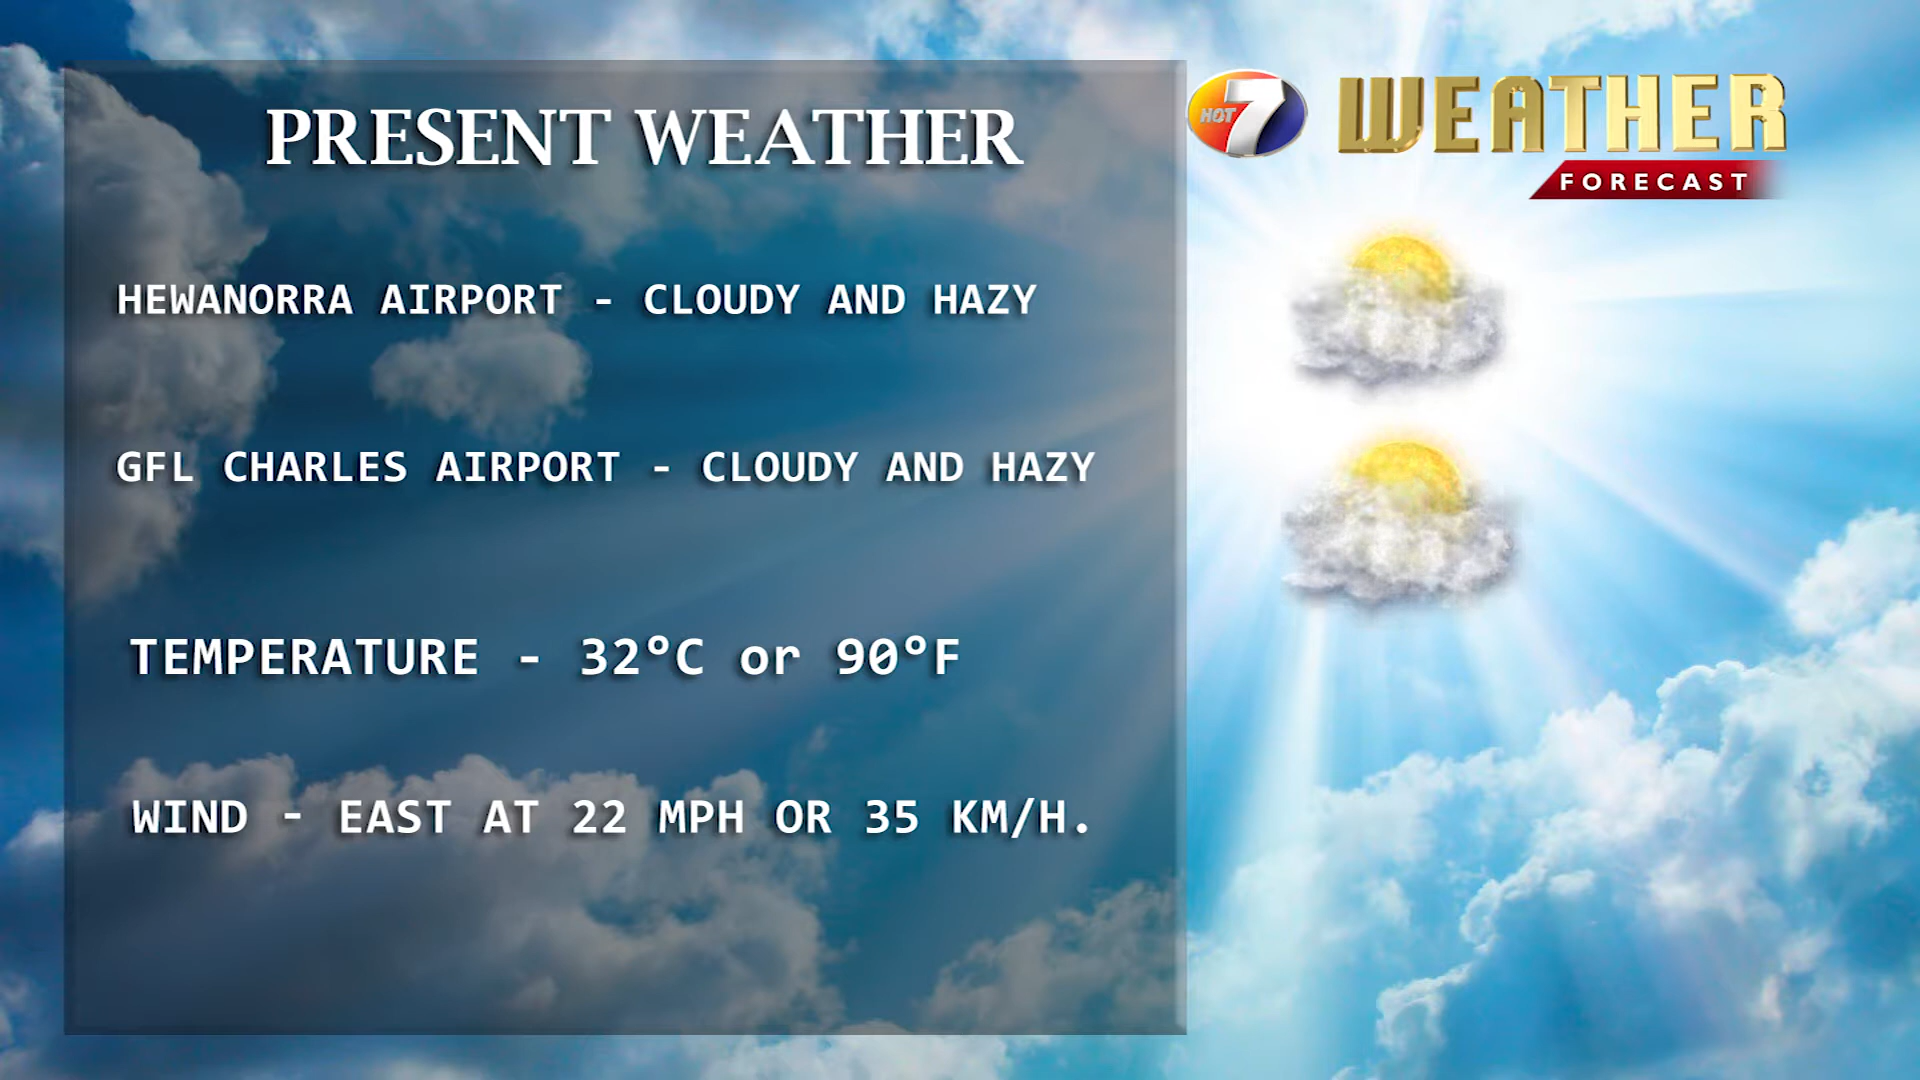 PRESENT WEATHER
HOT 7 WEATHER
FORECAST
HEWANORRA AIRPORT - CLOUDY AND HAZY
GFL CHARLES AIRPORT - CLOUDY AND HAZY
TEMPERATURE - 32°C or 90°F
WIND - EAST AT 22 MPH OR 35 KM/H.